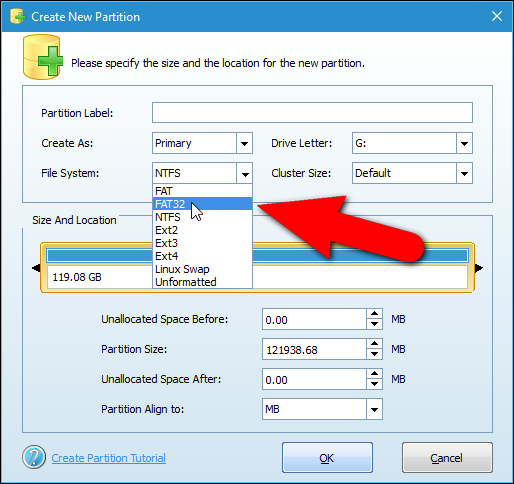 Create New Partition
Please specify the size and the location for the new partition.
Partition Label:
Create As: Primary Drive Letter: G:
File System: NTFS Cluster Size: Default
FAT
FAT32
NTFS
Ext2
Ext3
Ext4
Linux Swap
Unformatted
Size And Location
119.08 GB
Unallocated Space Before: 0.00 MB
Partition Size: 121938.68 MB
Unallocated Space After: 0.00 MB
Partition Align to: MB
Create Partition Tutorial OK Cancel